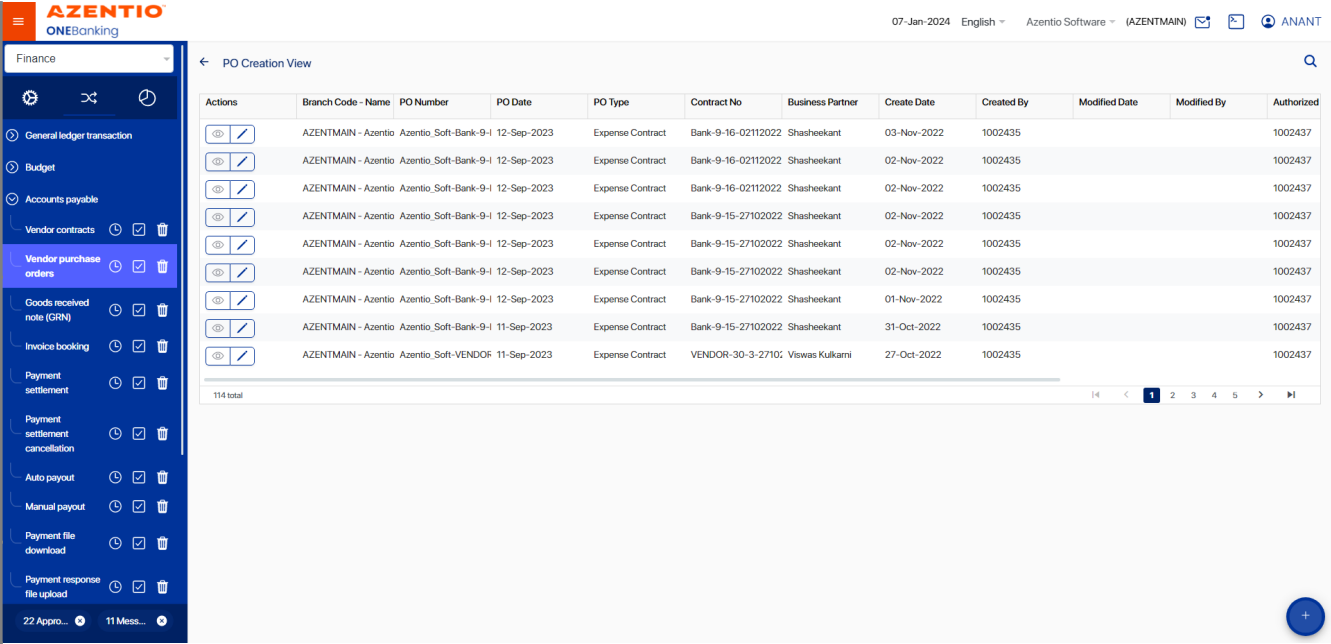 AZENTIO
ONEBanking
07-Jan-2024 English Azentio Software (AZENTMAIN) ANANT
Finance
PO Creation View
General ledger transaction
Budget
Accounts payable
Vendor contracts
Vendor purchase
orders
Goods received
note (GRN)
Invoice booking
Payment
settlement
Payment
settlement
cancellation
Auto payout
Manual payout
Payment file
download
Payment response
file upload
22 Appro... 11 Mess...
Actions Branch Code - Name PO Number PO Date PO Type Contract No Business Partner Create Date Created By Modified Date Modified By Authorized
AZENTMAIN - Azentio Azentio_Soft-Bank-9-I 12-Sep-2023 Expense Contract Bank-9-16-02112022 Shasheekant 03-Nov-2022 1002435 1002437
AZENTMAIN - Azentio Azentio_Soft-Bank-9-I 12-Sep-2023 Expense Contract Bank-9-16-02112022 Shasheekant 02-Nov-2022 1002435 1002437
AZENTMAIN - Azentio Azentio_Soft-Bank-9-I 12-Sep-2023 Expense Contract Bank-9-16-02112022 Shasheekant 02-Nov-2022 1002435 1002437
AZENTMAIN - Azentio Azentio_Soft-Bank-9-I 12-Sep-2023 Expense Contract Bank-9-15-27102022 Shasheekant 02-Nov-2022 1002435 1002437
AZENTMAIN - Azentio Azentio_Soft-Bank-9-I 12-Sep-2023 Expense Contract Bank-9-15-27102022 Shasheekant 02-Nov-2022 1002435 1002437
AZENTMAIN - Azentio Azentio_Soft-Bank-9-I 12-Sep-2023 Expense Contract Bank-9-15-27102022 Shasheekant 02-Nov-2022 1002435 1002437
AZENTMAIN - Azentio Azentio_Soft-Bank-9-I 12-Sep-2023 Expense Contract Bank-9-15-27102022 Shasheekant 01-Nov-2022 1002435 1002437
AZENTMAIN - Azentio Azentio_Soft-Bank-9-I 11-Sep-2023 Expense Contract Bank-9-15-27102022 Shasheekant 31-Oct-2022 1002435 1002437
AZENTMAIN - Azentio Azentio_Soft-VENDOR 11-Sep-2023 Expense Contract VENDOR-30-3-2710 Viswas Kulkarni 27-Oct-2022 1002435 1002437
114 total 1 2 3 4 5